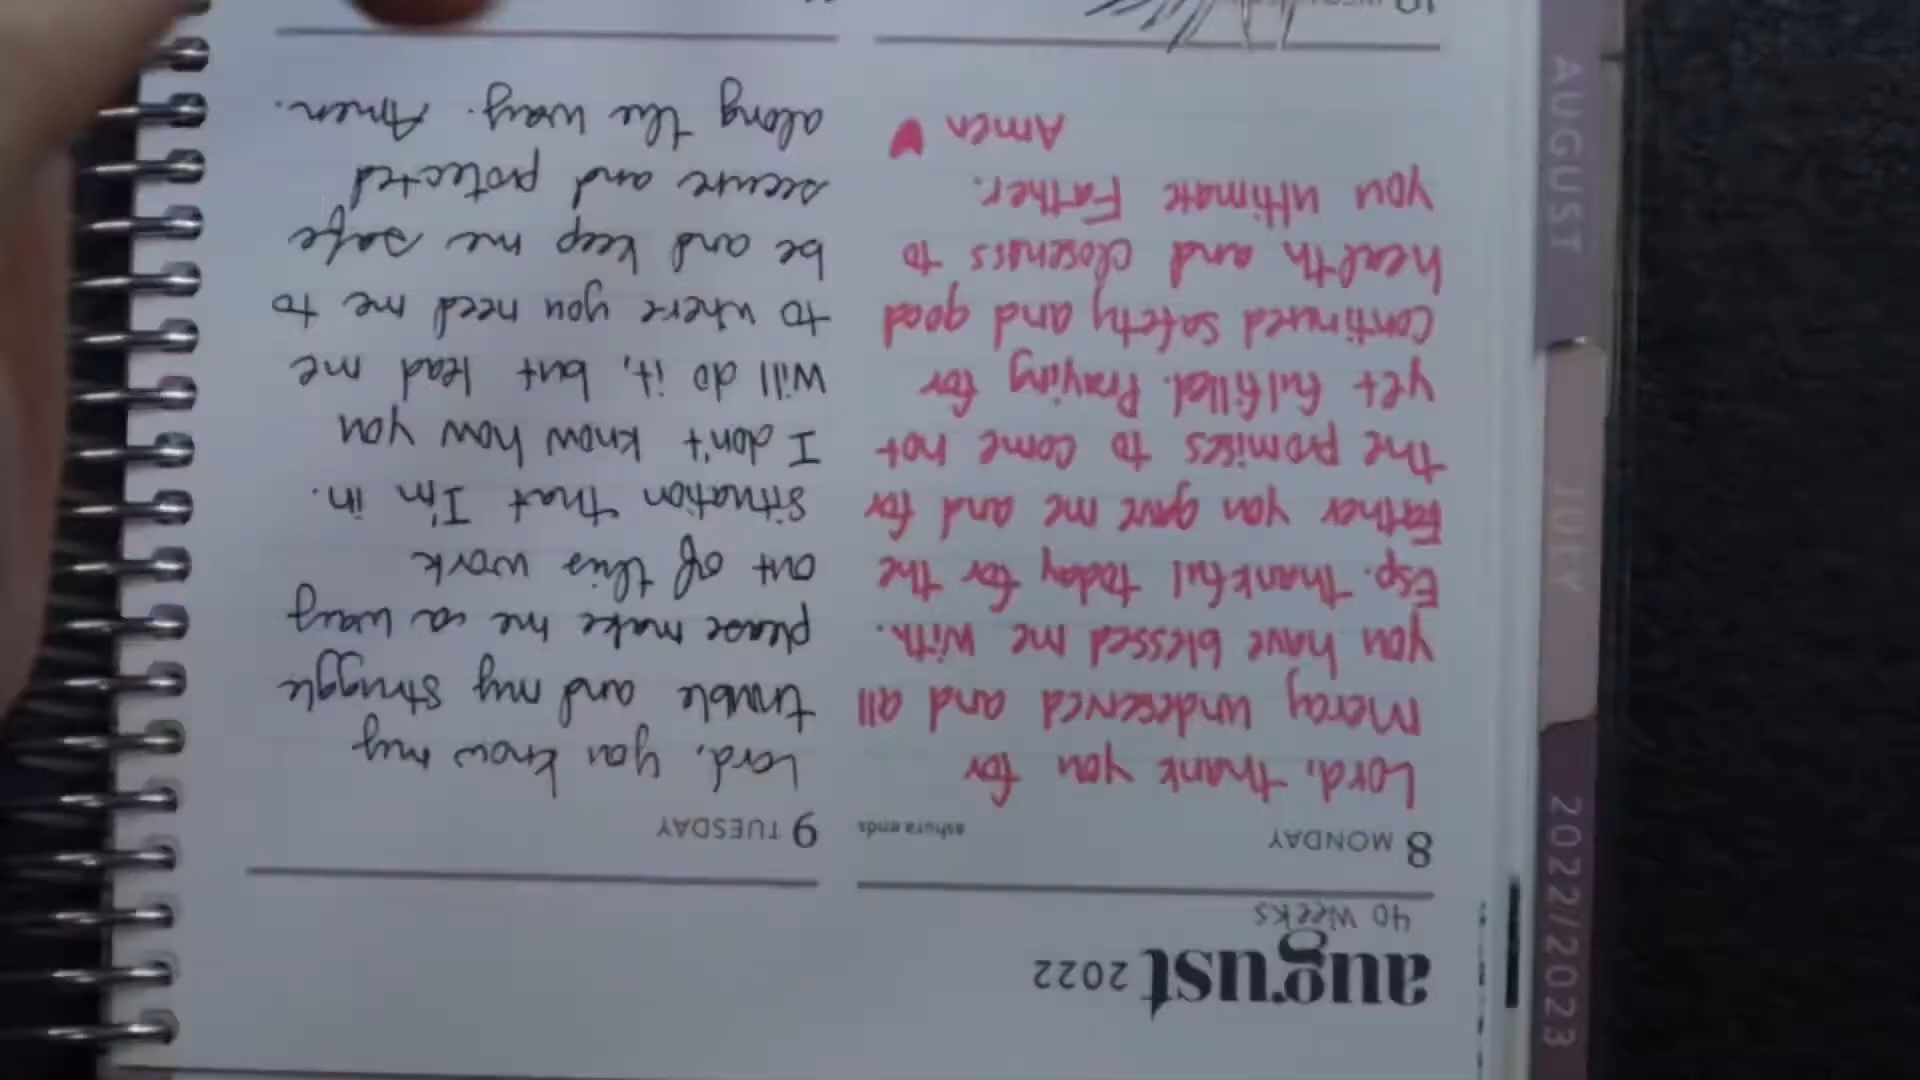 august 2022
40 Weeks
8 MONDAY
ashura ends
Lord, thank you for
mercy undeserved and all
you have blessed me with.
Esp. thankful today for the
Father you gave me and for
the promises to come not
yet fulfilled. Praying for
continued safety and good
health and closeness to
you ultimate Father.
Amen
9 TUESDAY
Lord, you know my
trouble and my struggle
please make me a way
out of this work
situation that I'm in.
I don't know how you
will do it, but lead me
to where you need me to
be and keep me safe
secure and protected
along the way. Amen.
10
2022/2023
JULY
AUGUST